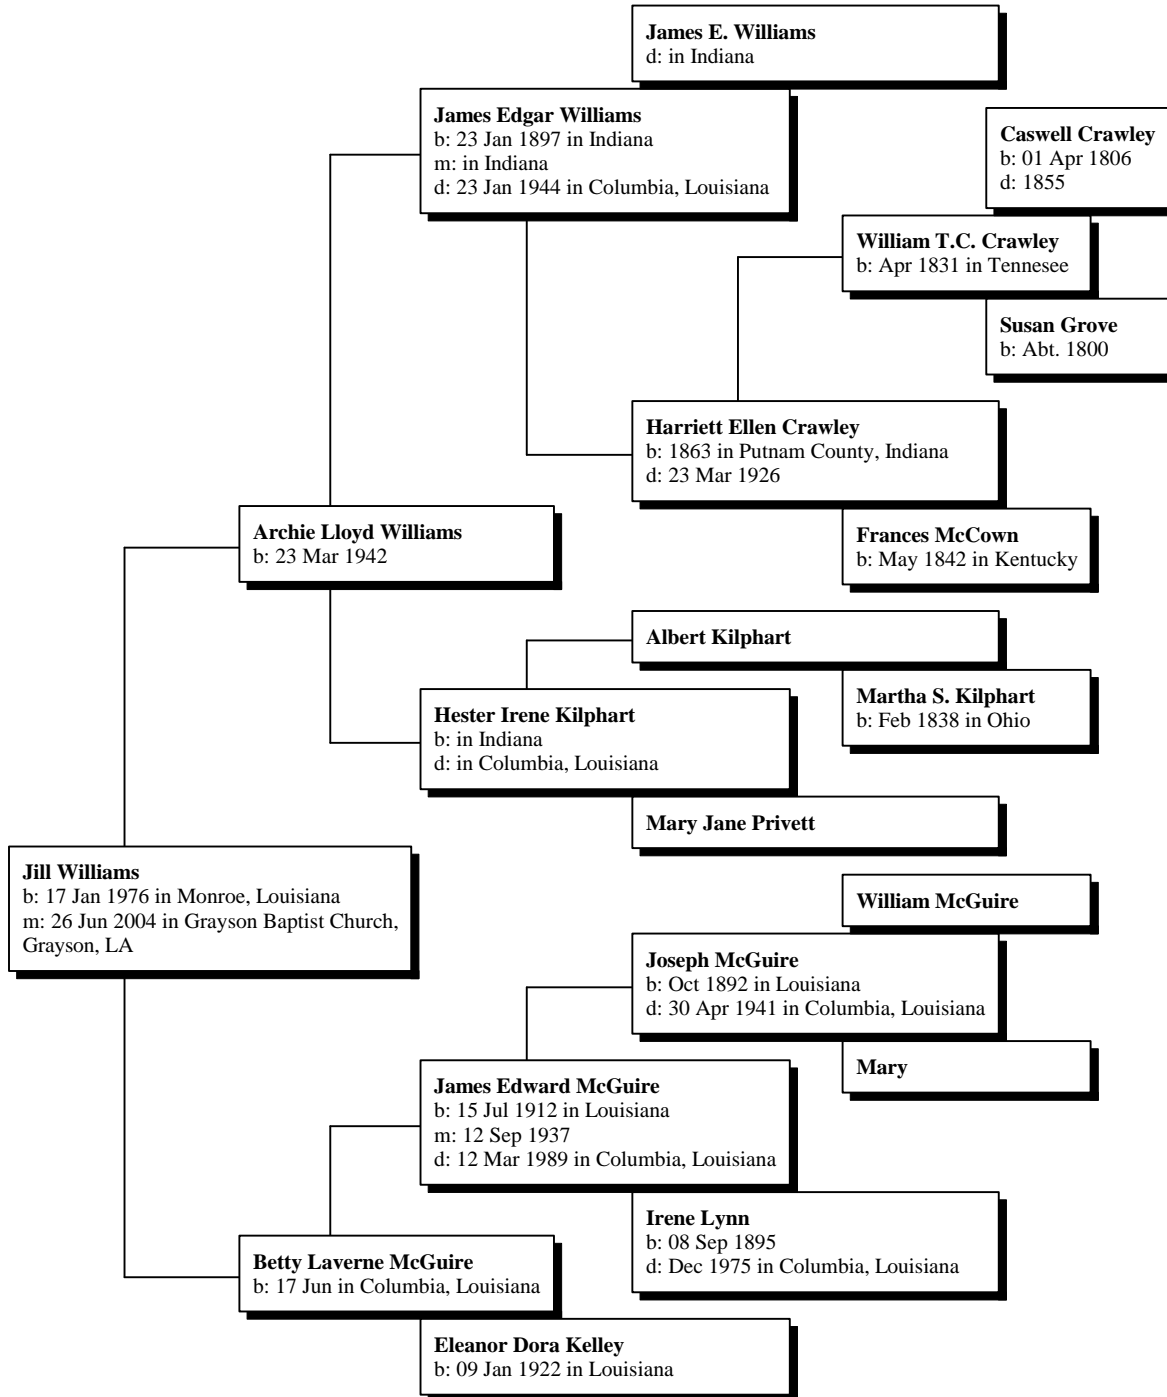 James E. Williams
d: in Indiana
James Edgar Williams
b: 23 Jan 1897 in Indiana
m: in Indiana
d: 23 Jan 1944 in Columbia, Louisiana
Caswell Crawley
b: 01 Apr 1806
d: 1855
William T.C. Crawley
b: Apr 1831 in Tennesee
Susan Grove
b: Abt. 1800
Harriett Ellen Crawley
b: 1863 in Putnam County, Indiana
d: 23 Mar 1926
Archie Lloyd Williams
b: 23 Mar 1942
Frances McCown
b: May 1842 in Kentucky
Albert Kilphart
Martha S. Kilphart
b: Feb 1838 in Ohio
Hester Irene Kilphart
b: in Indiana
d: in Columbia, Louisiana
Mary Jane Privett
Jill Williams
b: 17 Jan 1976 in Monroe, Louisiana
m: 26 Jun 2004 in Grayson Baptist Church,
Grayson, LA
William McGuire
Joseph McGuire
b: Oct 1892 in Louisiana
d: 30 Apr 1941 in Columbia, Louisiana
Mary
James Edward McGuire
b: 15 Jul 1912 in Louisiana
m: 12 Sep 1937
d: 12 Mar 1989 in Columbia, Louisiana
Irene Lynn
b: 08 Sep 1895
d: Dec 1975 in Columbia, Louisiana
Betty Laverne McGuire
b: 17 Jun in Columbia, Louisiana
Eleanor Dora Kelley
b: 09 Jan 1922 in Louisiana